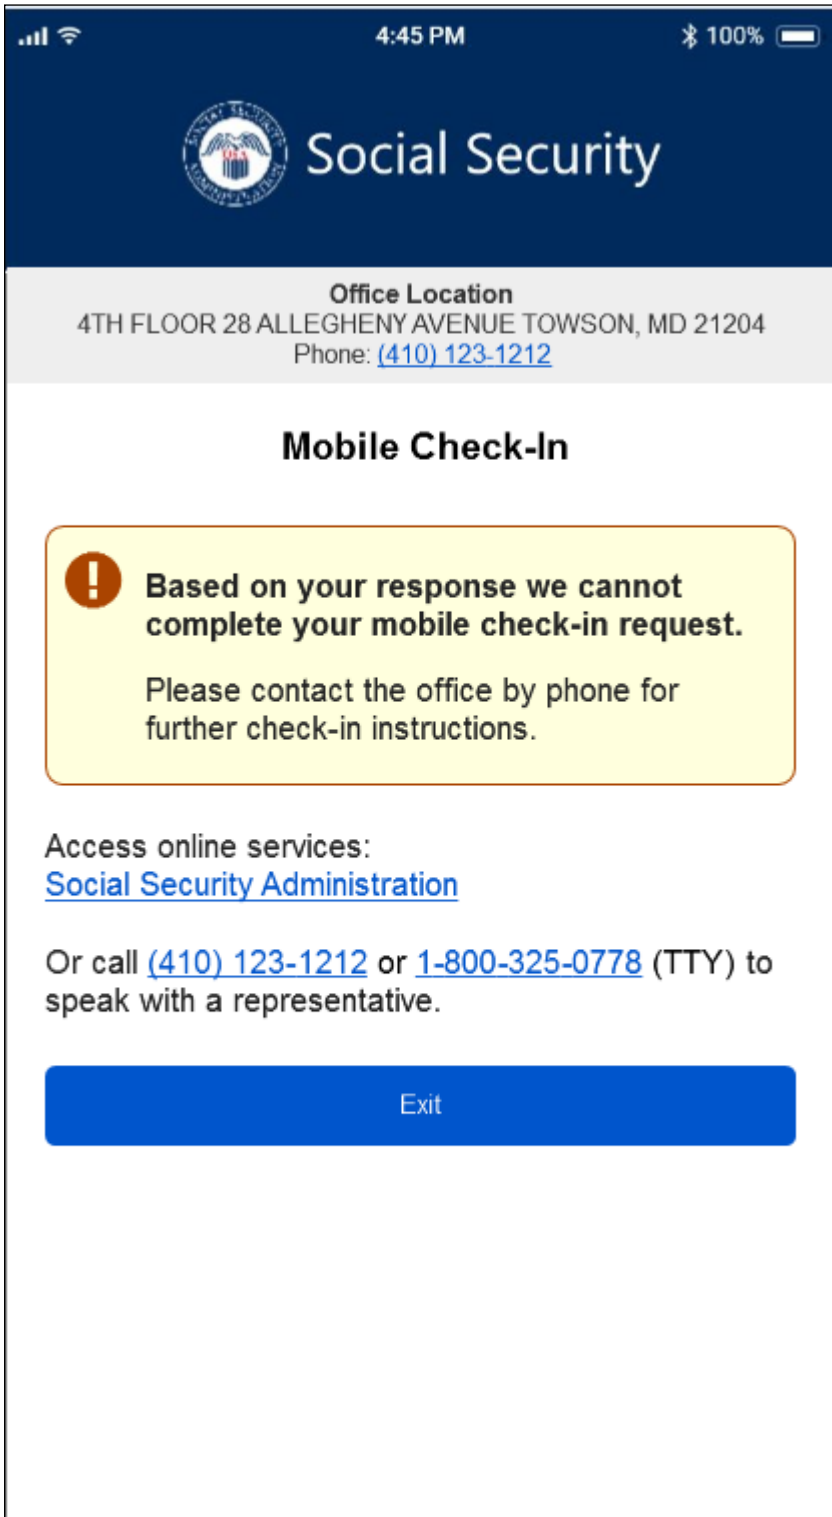 4:45 PM
100%
Social Security
Office Location
4TH FLOOR 28 ALLEGHENY AVENUE TOWSON, MD 21204
Phone: (410) 123-1212
Mobile Check-In
Based on your response we cannot
complete your mobile check-in request.
Please contact the office by phone for
further check-in instructions.
Access online services:
Social Security Administration
Or call (410) 123-1212 or 1-800-325-0778 (TTY) to
speak with a representative.
Exit